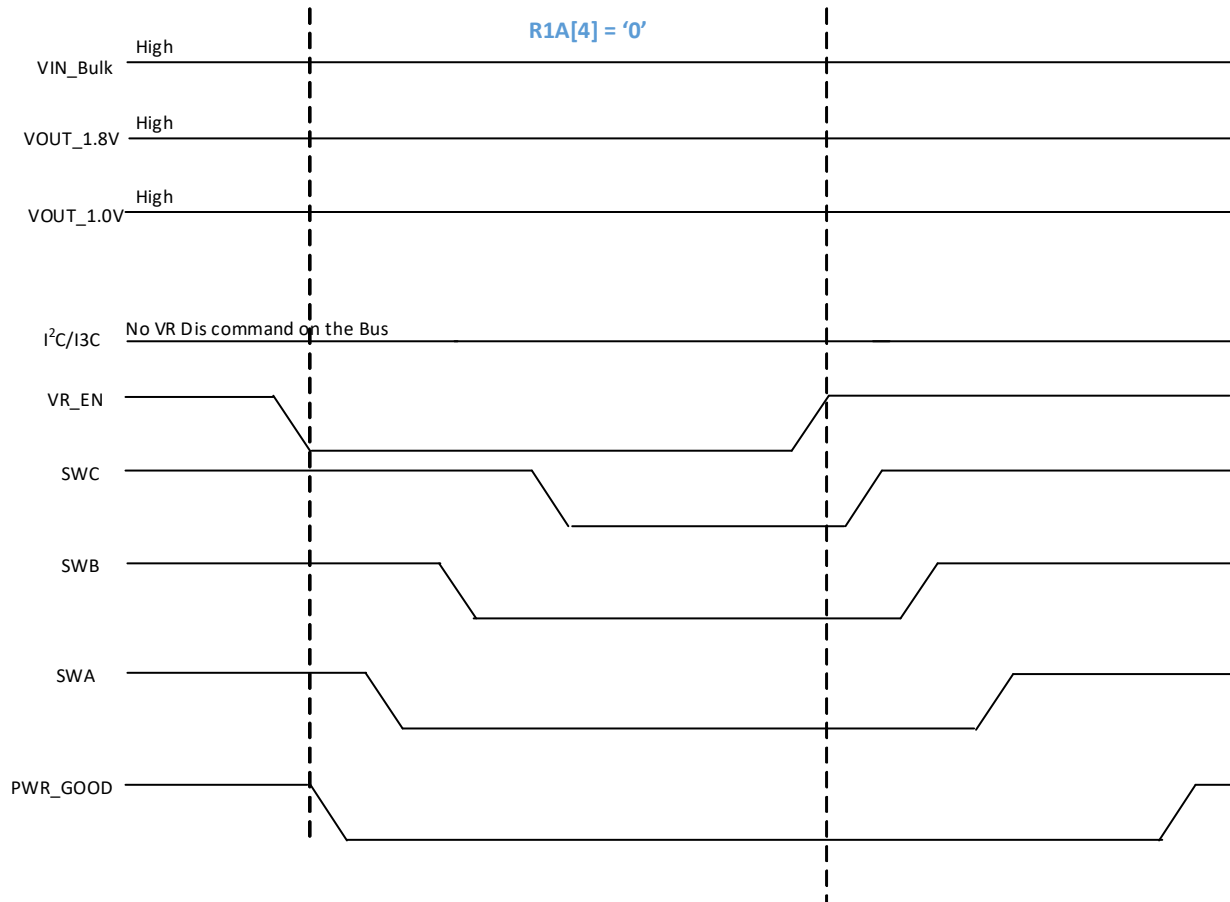 R1A[4] = ‘0’
High
VIN_Bulk
High
VOUT_1.8V
High
VOUT_1.0V
No VR Dis command on the Bus
I²C/I3C
VR_EN
SWC
SWB
SWA
PWR_GOOD